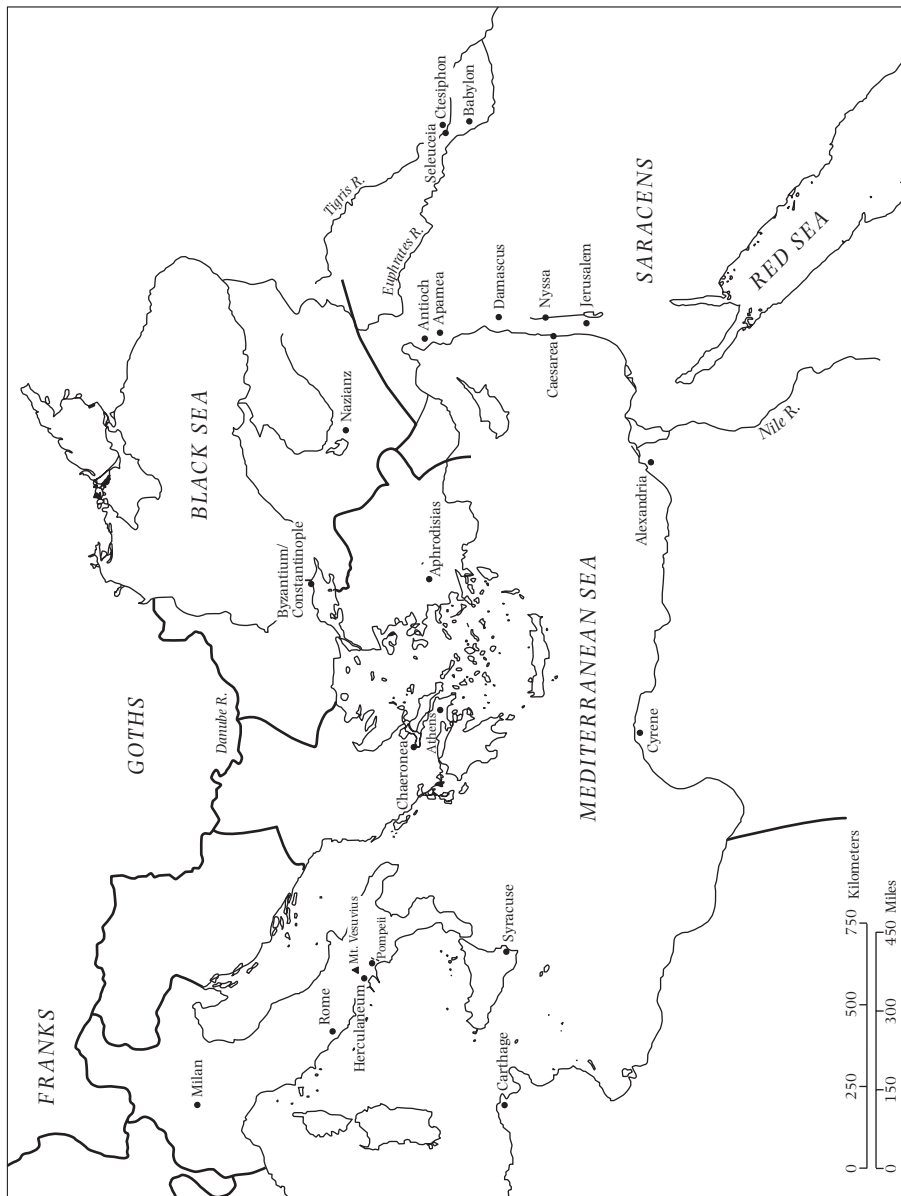 FRANKS
GOTHS
Danube R.
BLACK SEA
Milan
Rome
Mt. Vesuvius
Herculaneum
Pompeii
Syracuse
Carthage
Byzantium/
Constantinople
Nazianz
Chaeronea
Athens
Aphrodisias
Tigris R.
Euphrates R.
Seleuceia
Ctesiphon
Babylon
Antioch
Apamea
Damascus
Nyssa
Caesarea
Jerusalem
SARACENS
MEDITERRANEAN SEA
Cyrene
Alexandria
Nile R.
RED SEA
0 250 500 750 Kilometers
0 150 300 450 Miles